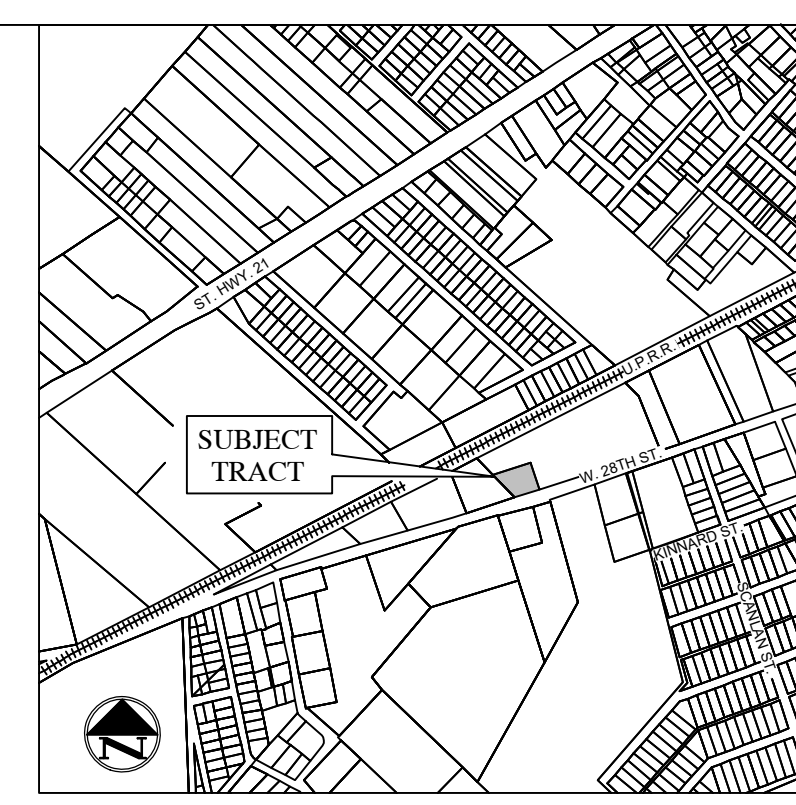 ST. HWY. 21
U.P.R.R.
SUBJECT
TRACT
W. 28TH ST.
KINNARD ST.
SCANLAN ST.
N